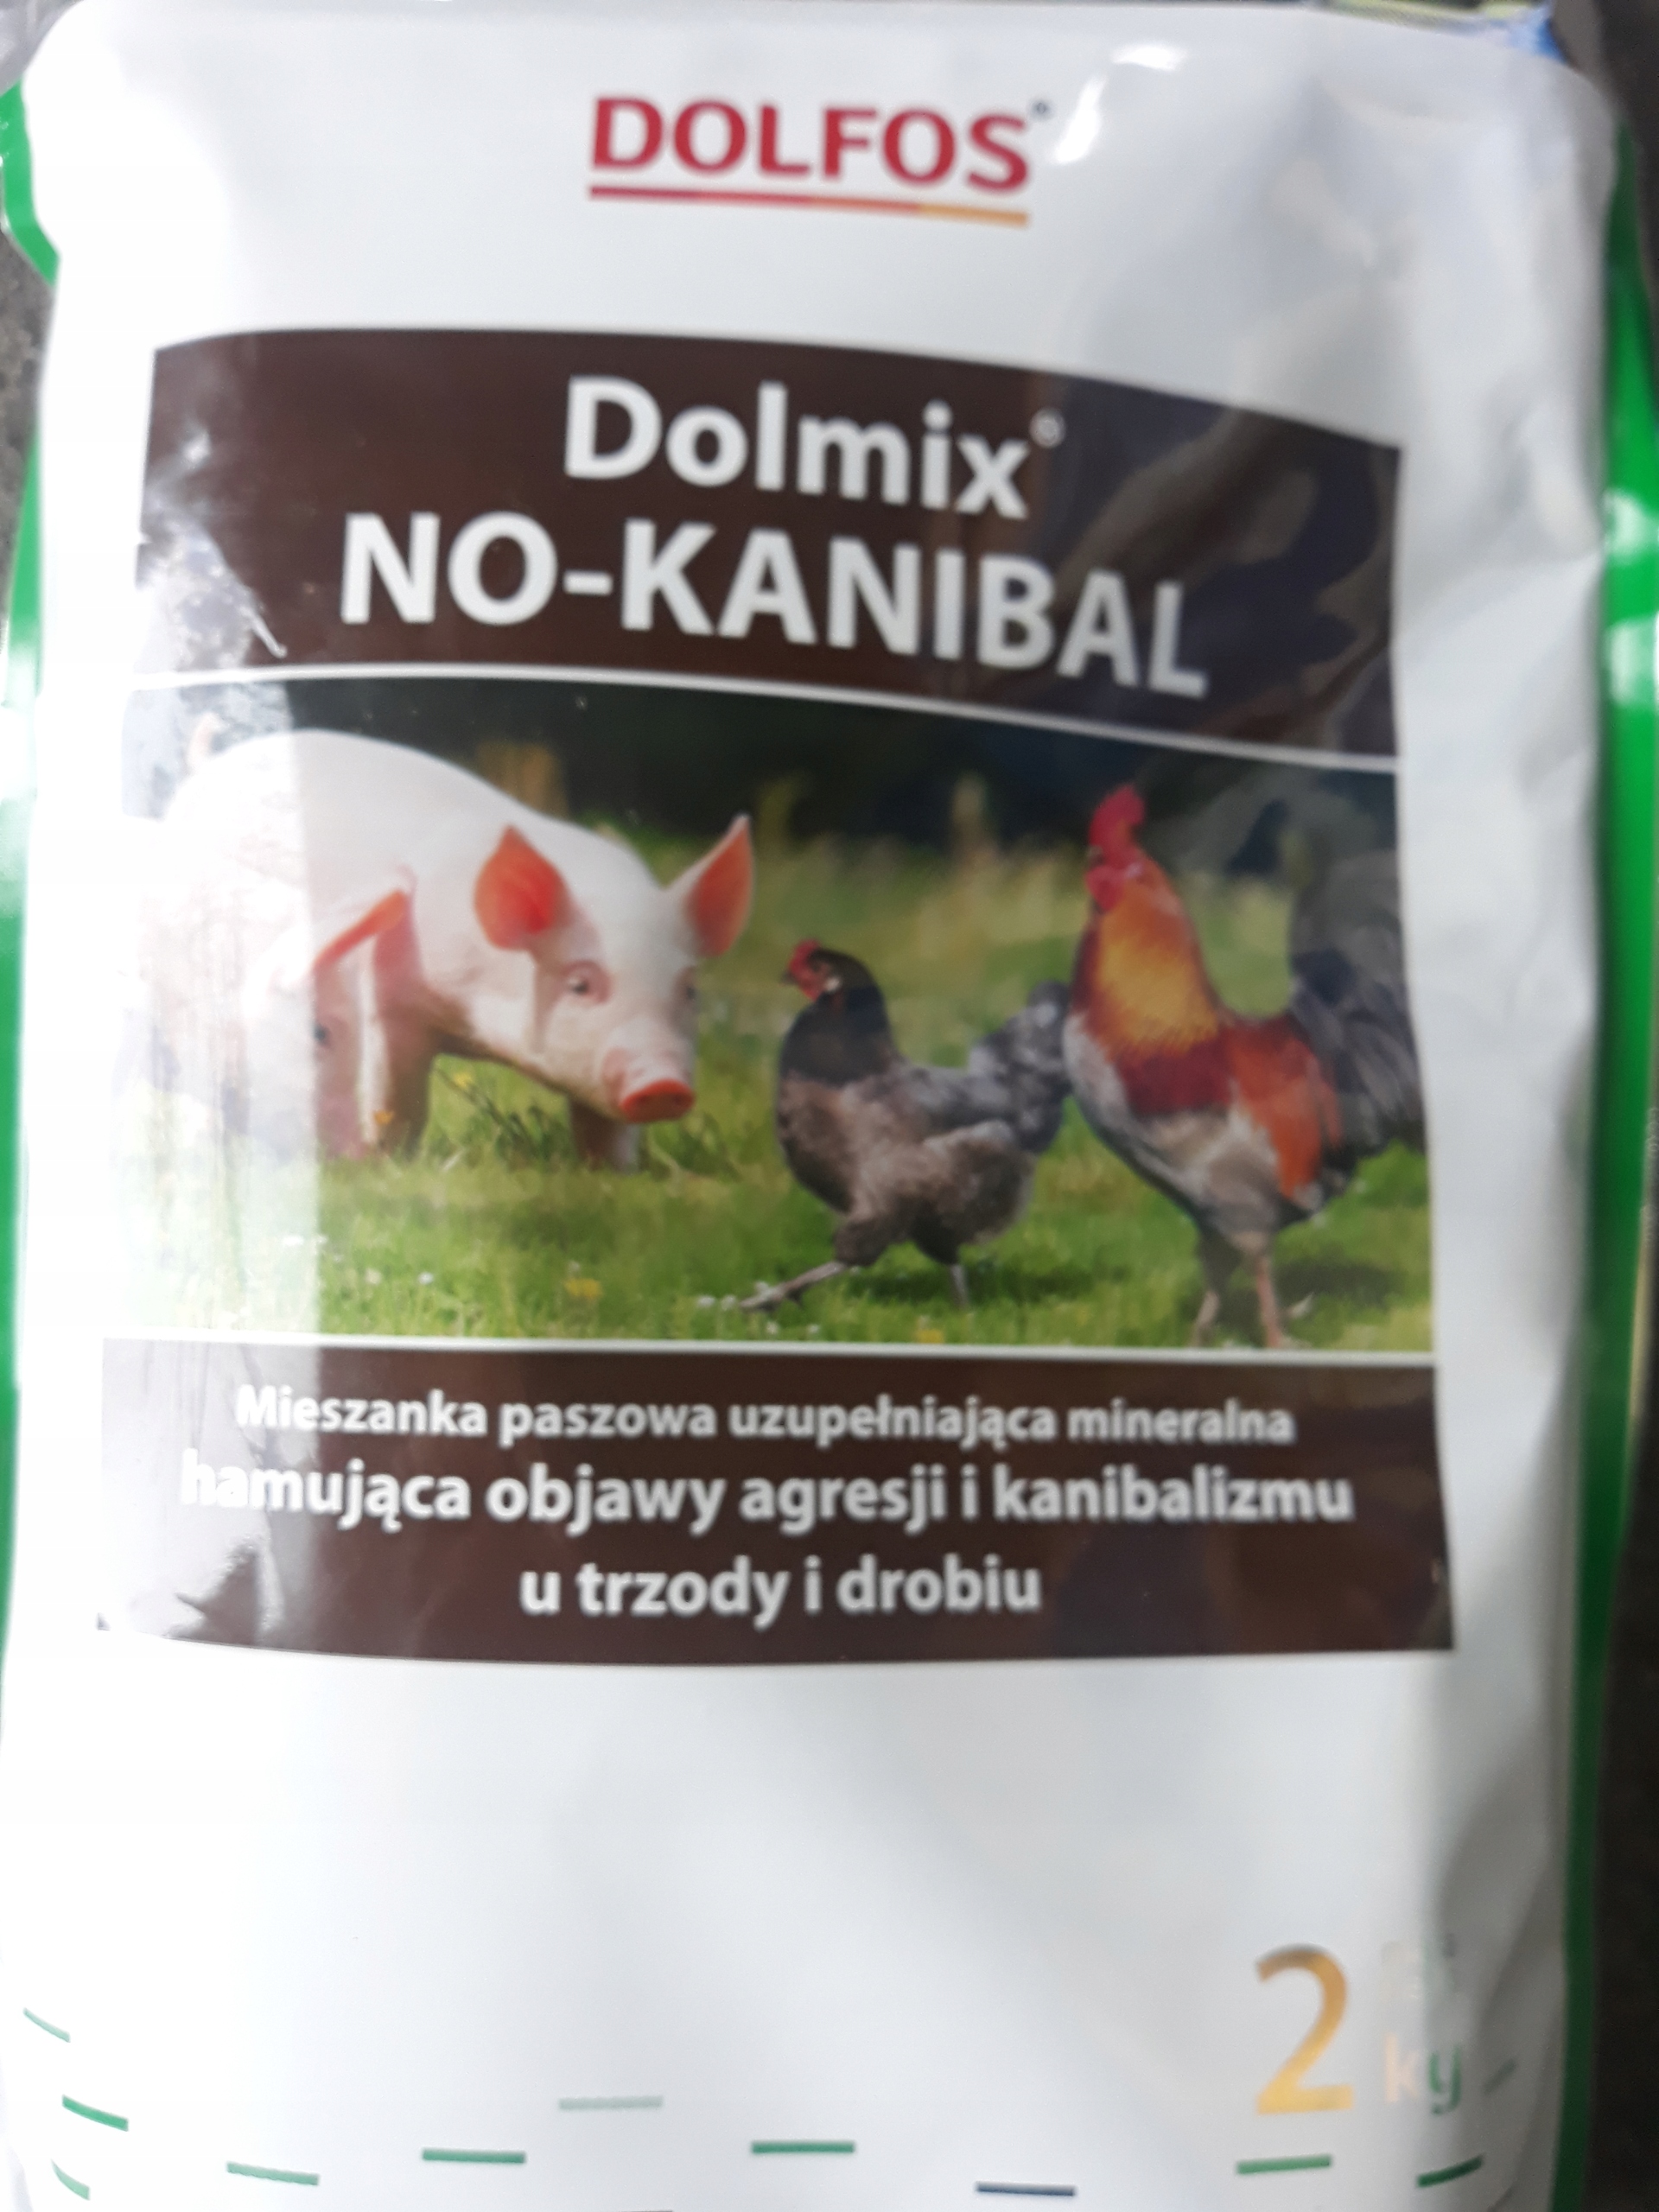 DOLFOS®
Dolmix®
NO-KANIBAL
Mieszanka paszowa uzupełniająca mineralna
hamująca objawy agresji i kanibalizmu
u trzody i drobiu
2 kg